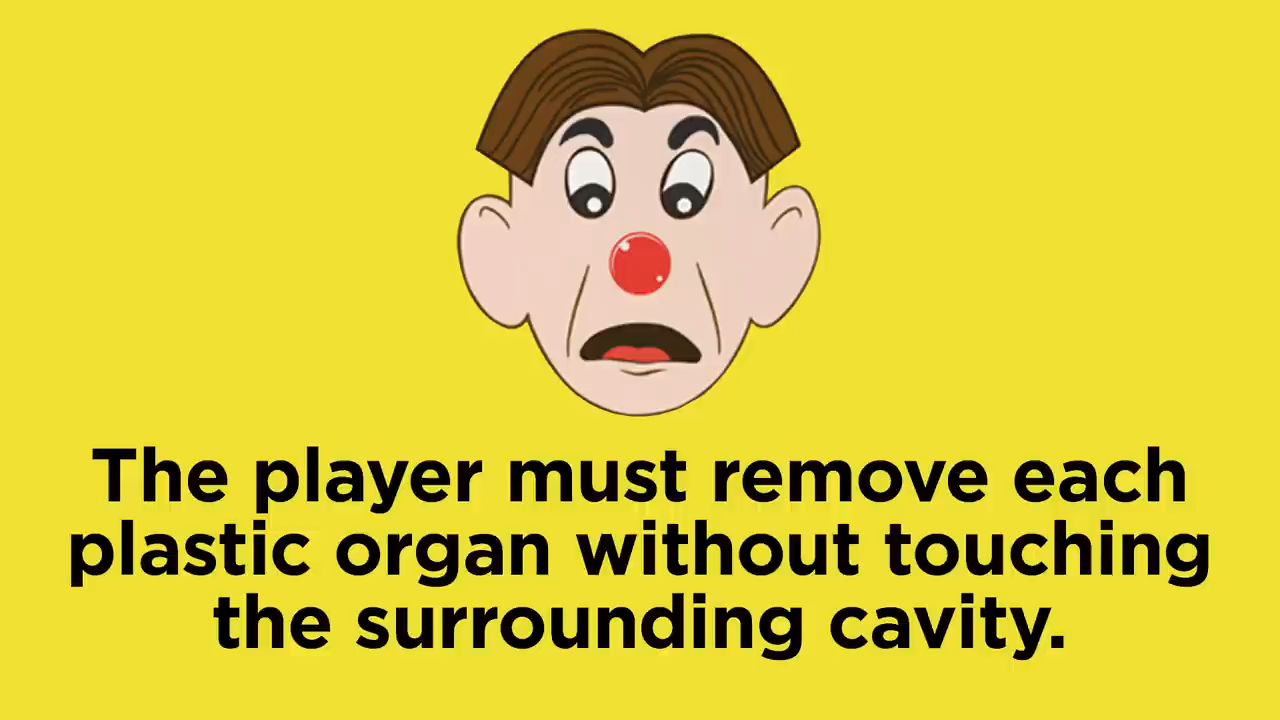 The player must remove each
plastic organ without touching
the surrounding cavity.